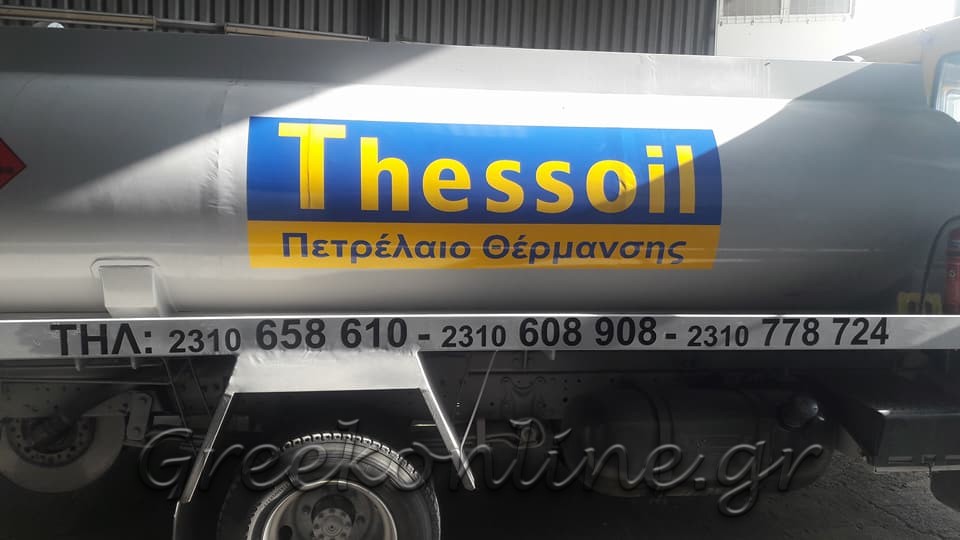 Thessoil
Πετρέλαιο Θέρμανσης
ΤΗΛ: 2310 658 610 - 2310 608 908 - 2310 778 724
Greekonline.gr